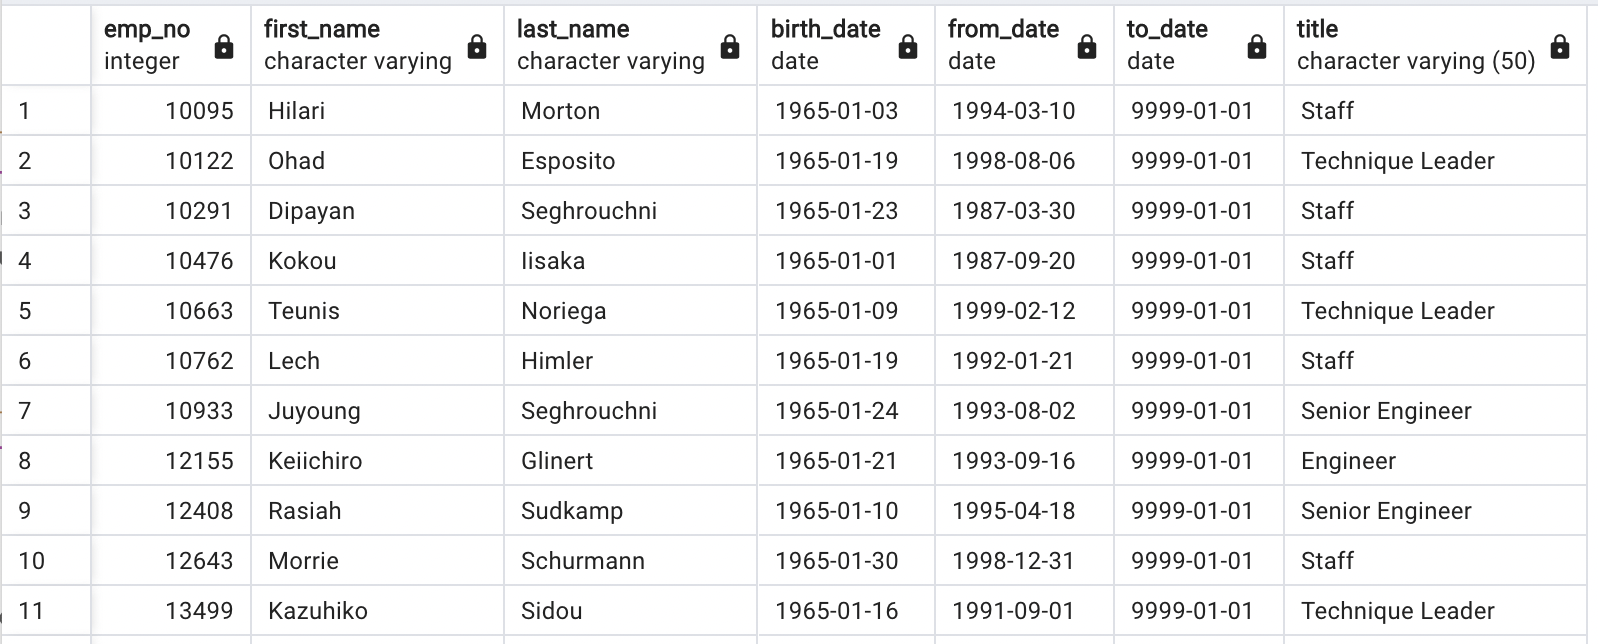 emp_no first_name last_name birth_date from_date to_date title
integer character varying character varying date date date character varying (50)
1 10095 Hilari Morton 1965-01-03 1994-03-10 9999-01-01 Staff
2 10122 Ohad Esposito 1965-01-19 1998-08-06 9999-01-01 Technique Leader
3 10291 Dipayan Seghrouchni 1965-01-23 1987-03-30 9999-01-01 Staff
4 10476 Kokou Iisaka 1965-01-01 1987-09-20 9999-01-01 Staff
5 10663 Teunis Noriega 1965-01-09 1999-02-12 9999-01-01 Technique Leader
6 10762 Lech Himler 1965-01-19 1992-01-21 9999-01-01 Staff
7 10933 Juyoung Seghrouchni 1965-01-24 1993-08-02 9999-01-01 Senior Engineer
8 12155 Keiichiro Glinert 1965-01-21 1993-09-16 9999-01-01 Engineer
9 12408 Rasiah Sudkamp 1965-01-10 1995-04-18 9999-01-01 Senior Engineer
10 12643 Morrie Schurmann 1965-01-30 1998-12-31 9999-01-01 Staff
11 13499 Kazuhiko Sidou 1965-01-16 1991-09-01 9999-01-01 Technique Leader